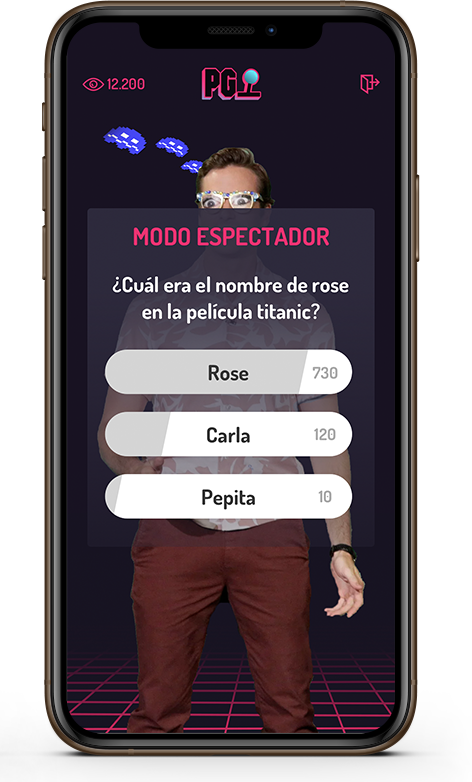 12.200
PG
MODO ESPECTADOR
¿Cuál era el nombre de rose
en la película titanic?
Rose 730
Carla 120
Pepita 10